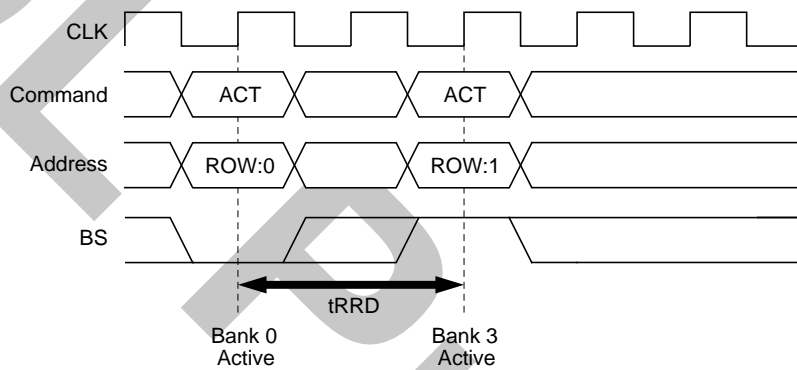 CLK
Command ACT ACT
Address ROW:0 ROW:1
BS
tRRD
Bank 0 Bank 3
Active Active